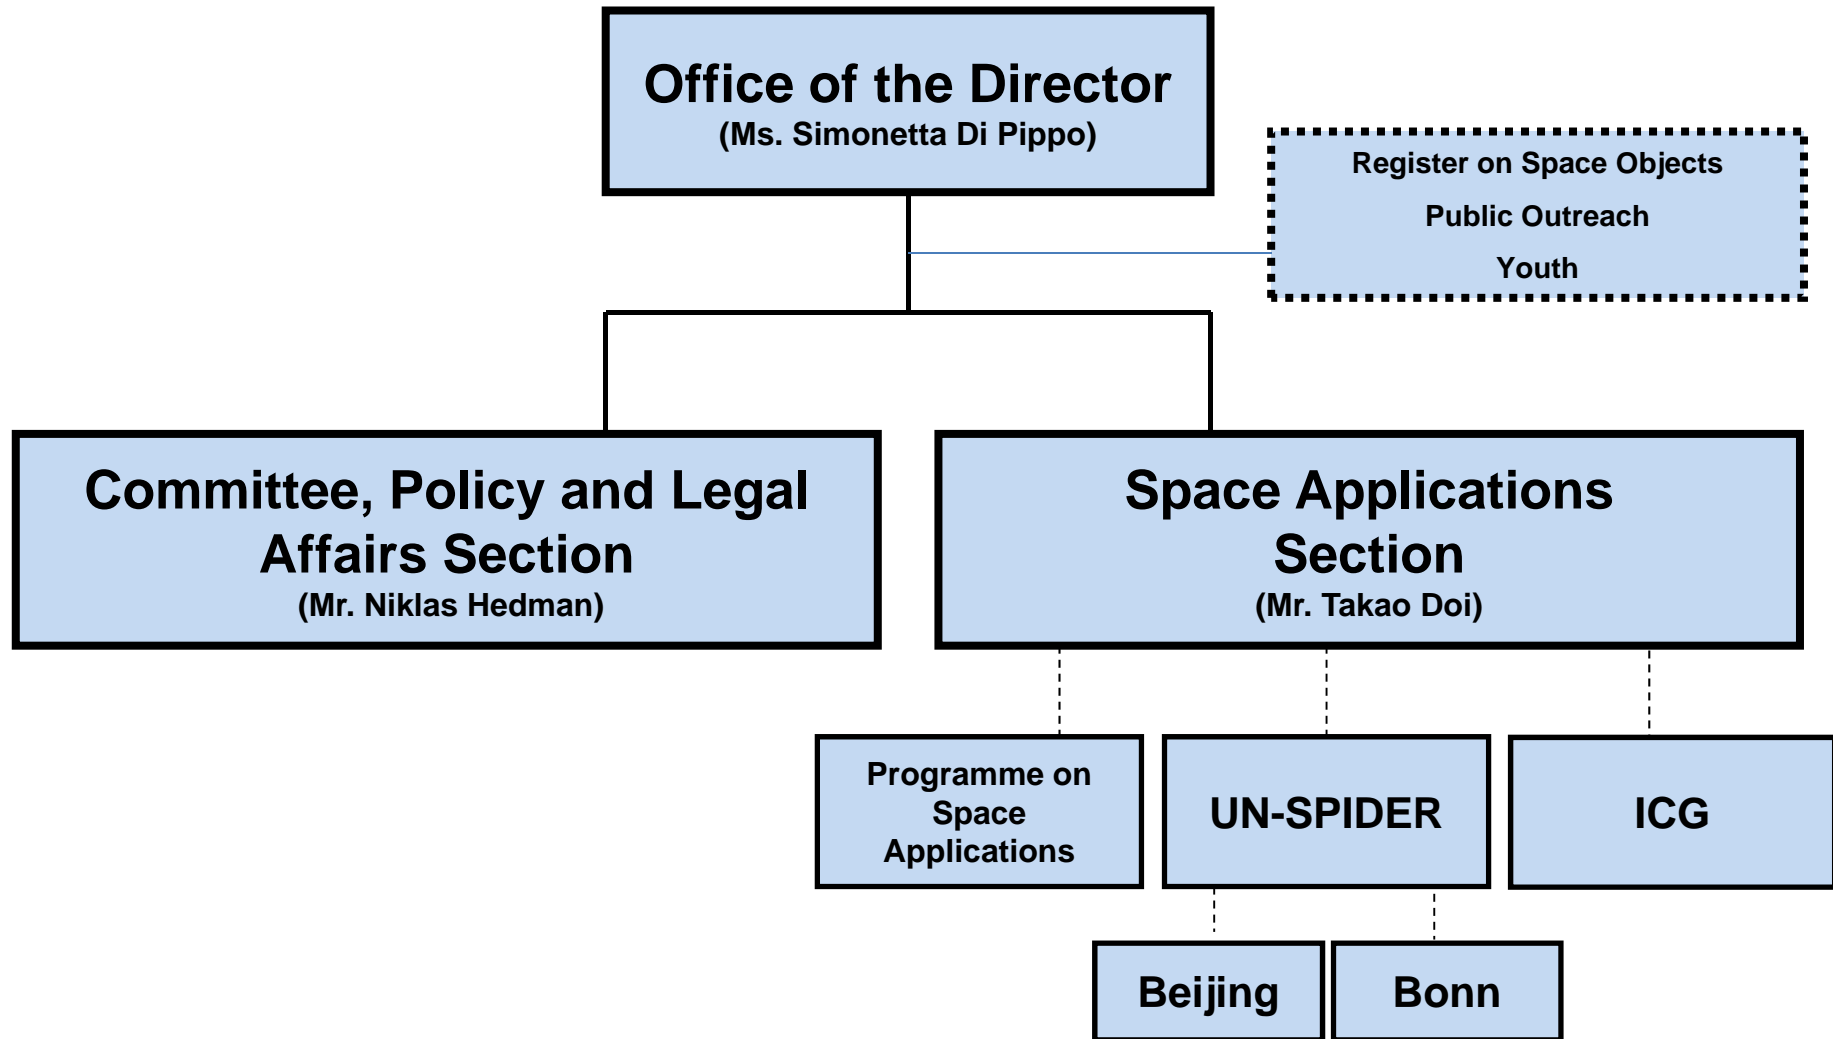 Office of the Director
(Ms. Simonetta Di Pippo)
Register on Space Objects
Public Outreach
Youth
Committee, Policy and Legal
Affairs Section
(Mr. Niklas Hedman)
Space Applications
Section
(Mr. Takao Doi)
Programme on
Space
Applications
UN-SPIDER
ICG
Beijing
Bonn